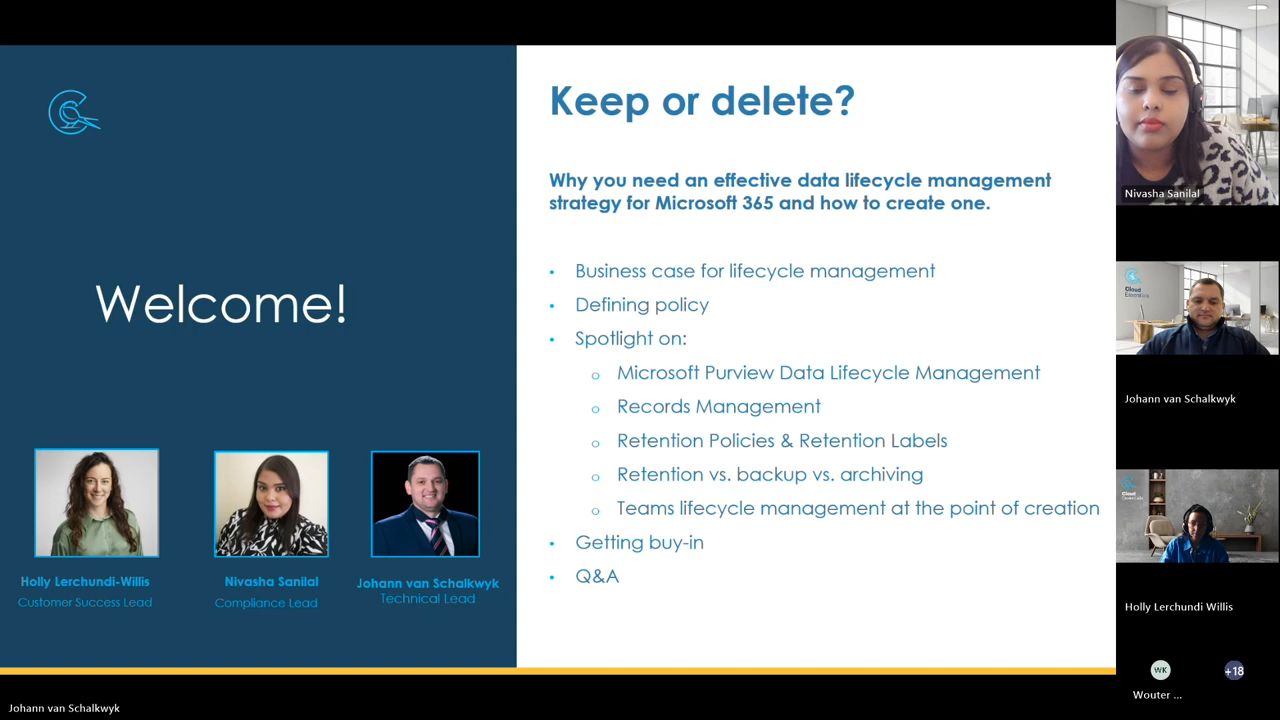 Welcome!
Holly Lerchundi-Willis
Customer Success Lead
Nivasha Sanilal
Compliance Lead
Johann van Schalkwyk
Technical Lead
Keep or delete?
Why you need an effective data lifecycle management
strategy for Microsoft 365 and how to create one.
• Business case for lifecycle management
• Defining policy
• Spotlight on:
o Microsoft Purview Data Lifecycle Management
o Records Management
o Retention Policies & Retention Labels
o Retention vs. backup vs. archiving
o Teams lifecycle management at the point of creation
• Getting buy-in
• Q&A
Nivasha Sanilal
Cloud
Essentials
Johann van Schalkwyk
Cloud
Essentials
Holly Lerchundi Willis
WK
+18
Wouter ...
Johann van Schalkwyk